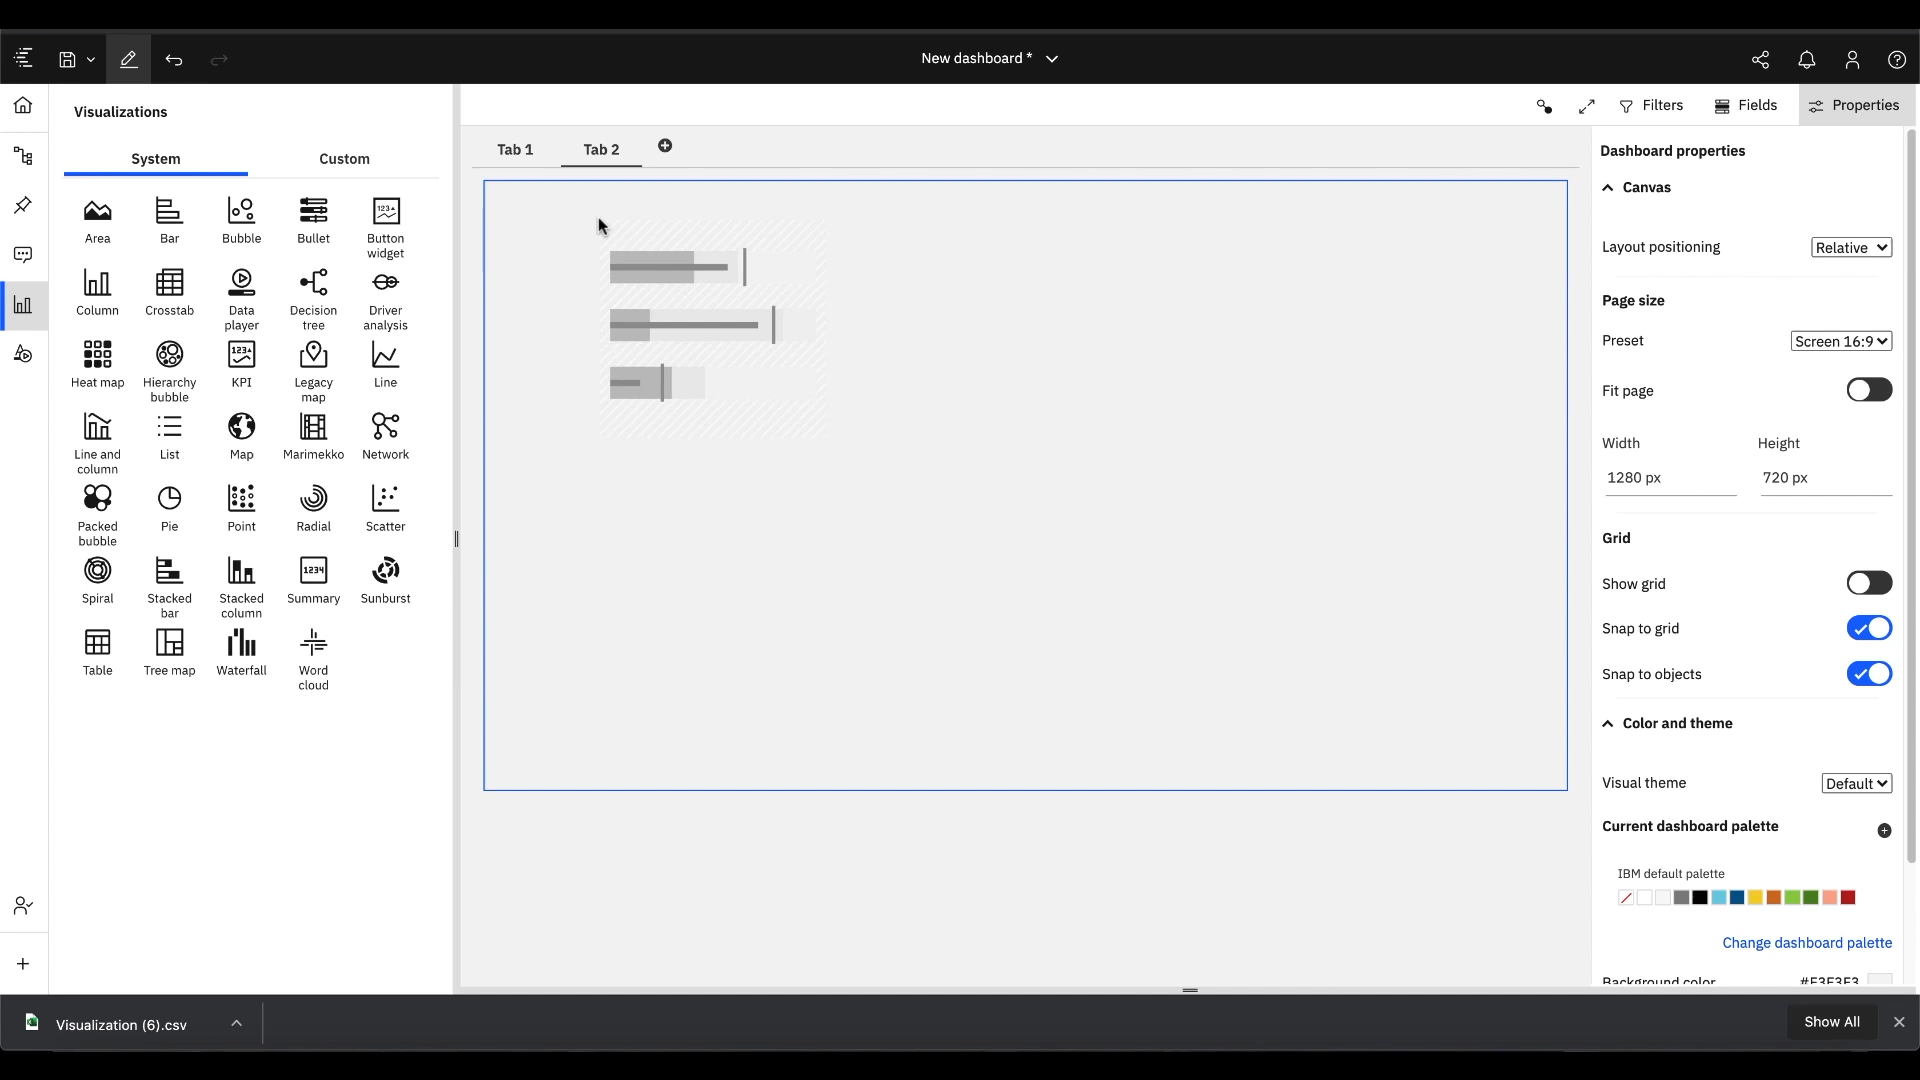 New dashboard *
Visualizations
Filters
Fields
Properties
System
Custom
Tab 1
Tab 2
Dashboard properties
Canvas
Area
Bar
Bubble
Bullet
Button
widget
Layout positioning
Relative
Column
Crosstab
Data
player
Decision
tree
Driver
analysis
Page size
Preset
Screen 16:9
Heat map
Hierarchy
bubble
KPI
Legacy
map
Line
Fit page
Width
Height
1280 px
720 px
Line and
column
List
Map
Marimekko
Network
Packed
bubble
Pie
Point
Radial
Scatter
Grid
Show grid
Snap to grid
Snap to objects
Spiral
Stacked
bar
Stacked
column
1234
Summary
Sunburst
Table
Tree map
Waterfall
Word
cloud
Color and theme
Visual theme
Default
Current dashboard palette
IBM default palette
Change dashboard palette
Background color
#F3F3F3
Visualization (6).csv
Show All